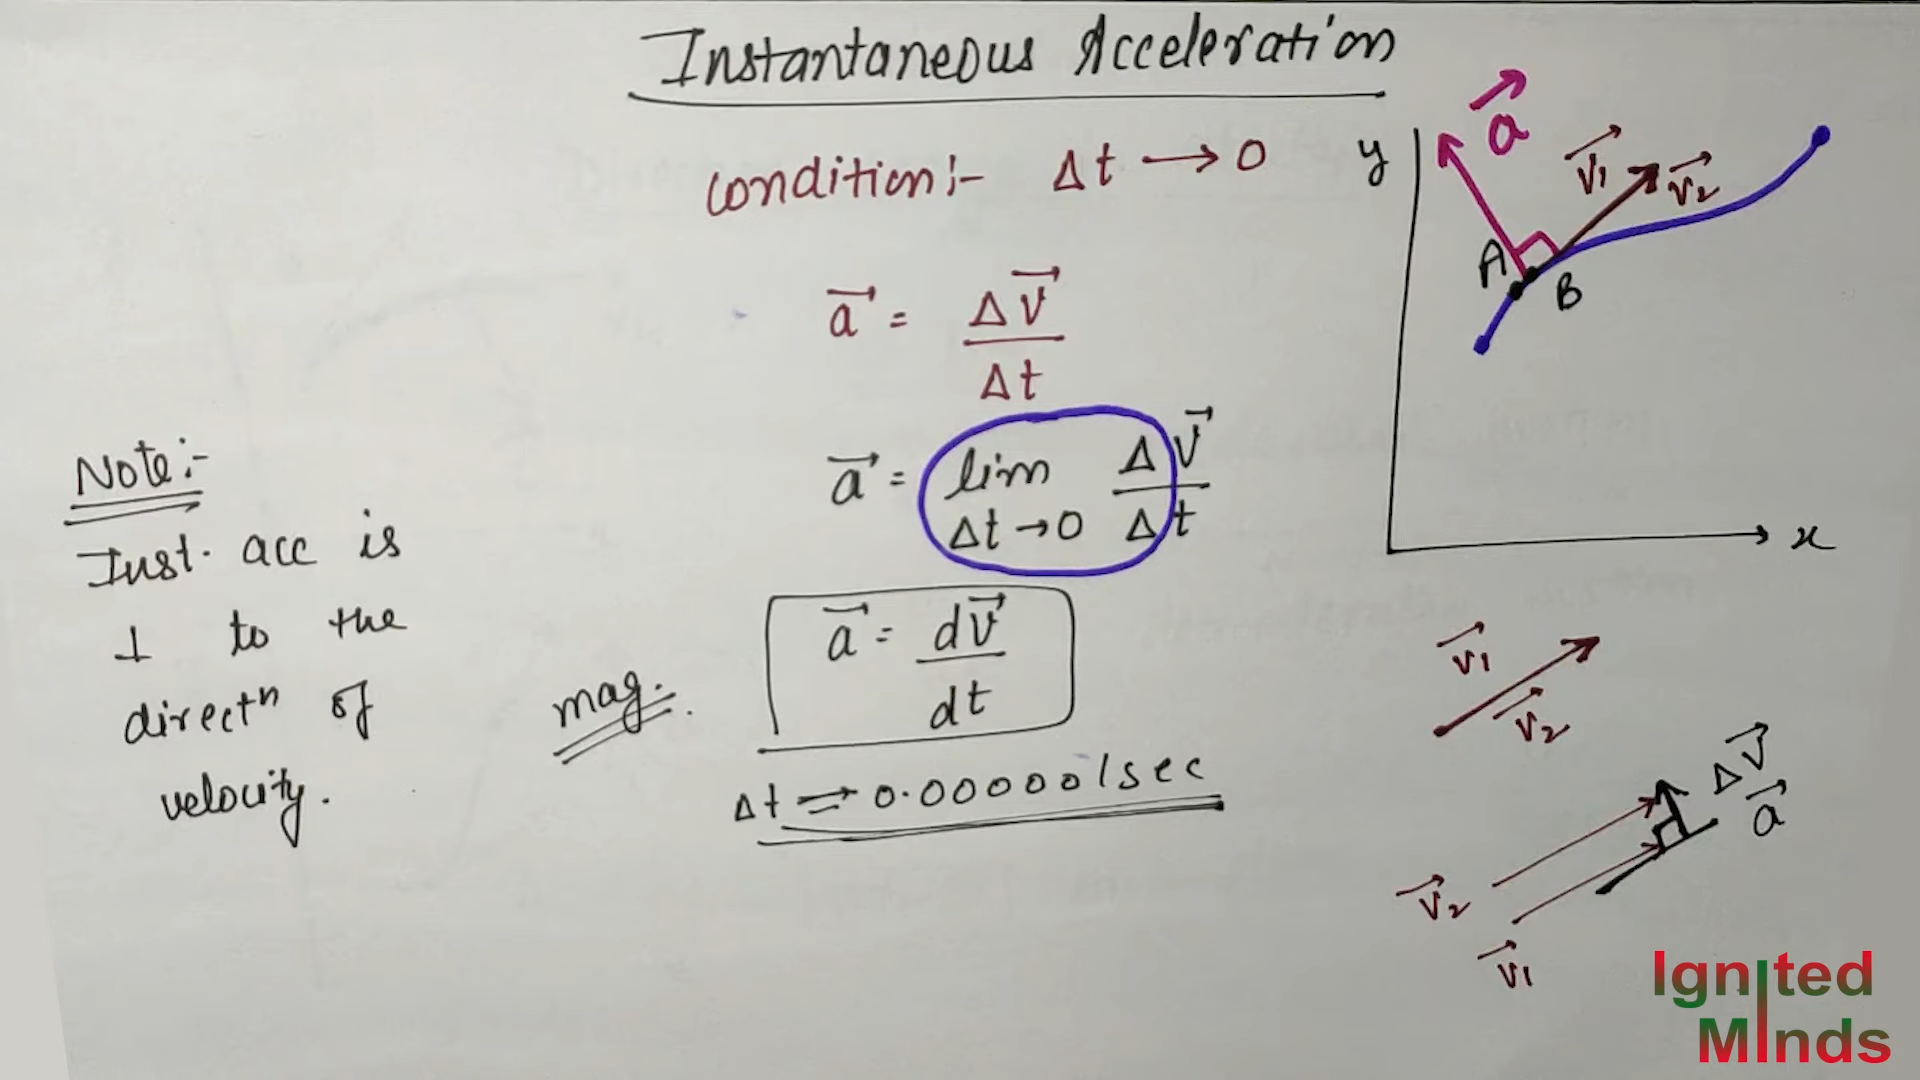 Instantaneous Acceleration
condition:- Δt → 0
a⃗ = Δv⃗ / Δt
a⃗ = lim Δt→0 Δv⃗ / Δt
a⃗ = dv⃗ / dt
mag.
Δt → 0.000001sec
Note:-
Inst. acc is
⊥ to the
directⁿ of
velocity.
y
a⃗
v⃗1
v⃗2
A
B
x
v⃗1
v⃗2
Δv⃗
a⃗
v⃗2
v⃗1
Ignited
Minds